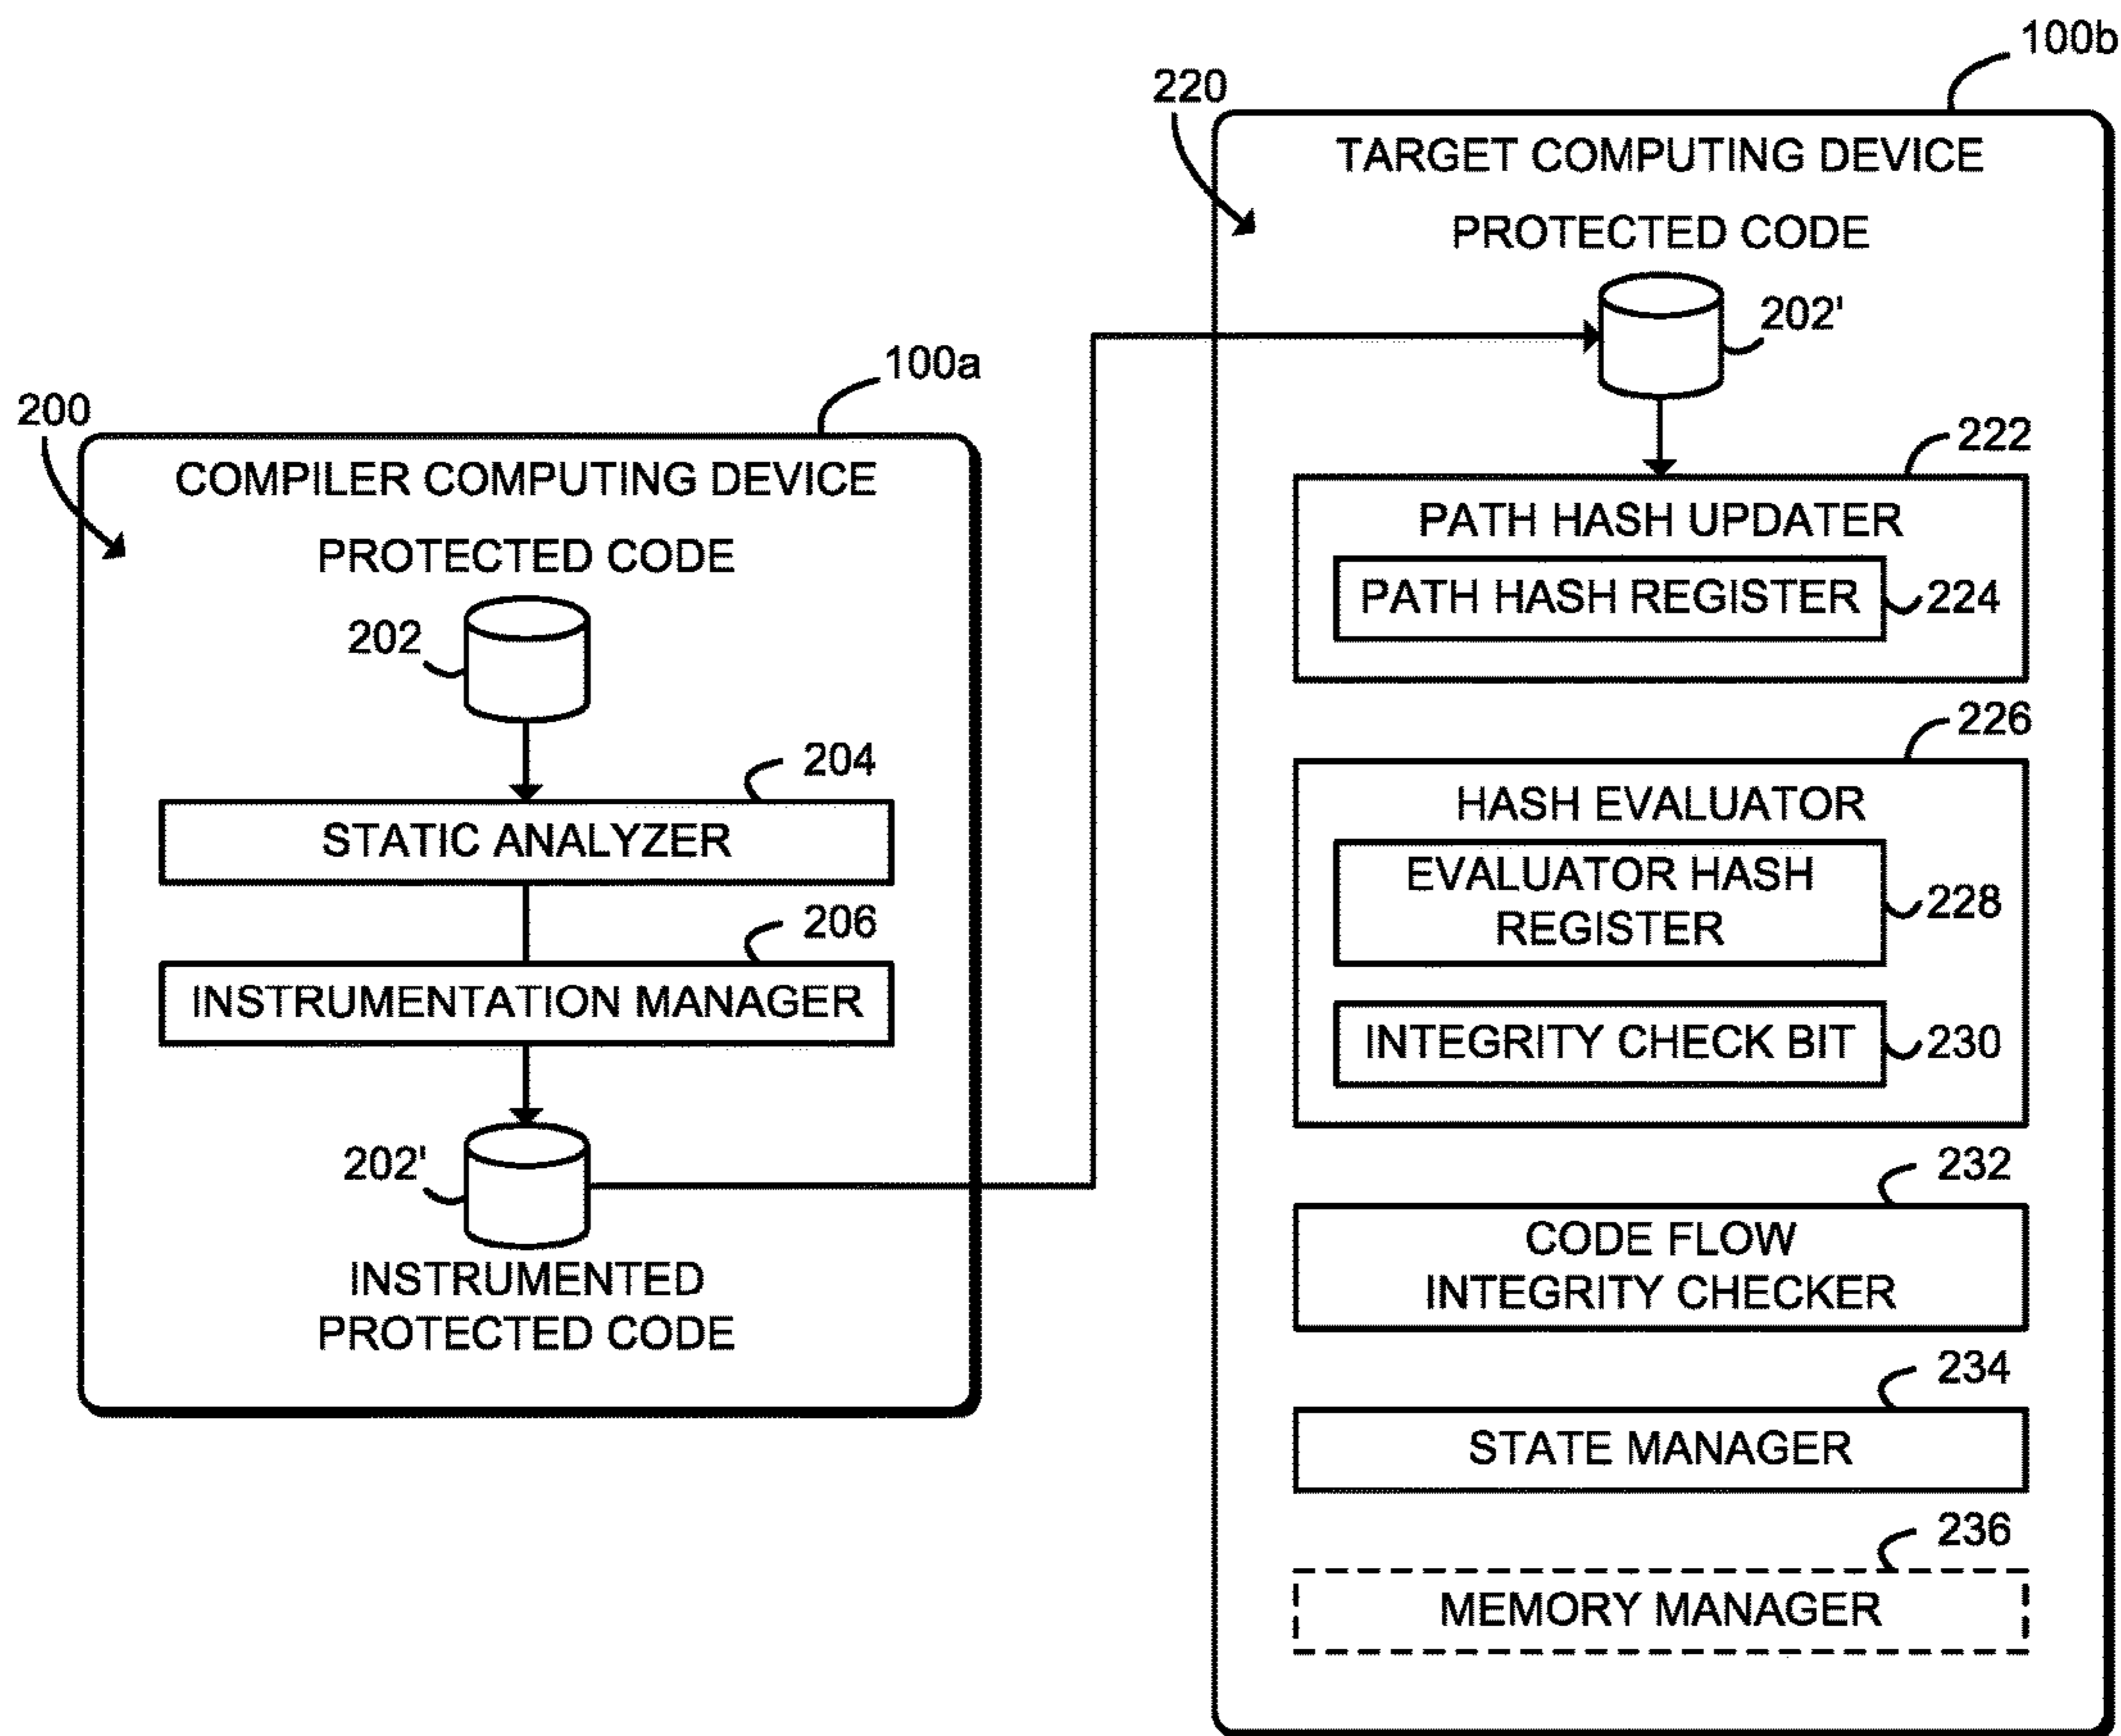 100a
200
COMPILER COMPUTING DEVICE
PROTECTED CODE
202
204
STATIC ANALYZER
206
INSTRUMENTATION MANAGER
202'
INSTRUMENTED
PROTECTED CODE
100b
220
TARGET COMPUTING DEVICE
PROTECTED CODE
202'
222
PATH HASH UPDATER
PATH HASH REGISTER
224
226
HASH EVALUATOR
EVALUATOR HASH
REGISTER
228
INTEGRITY CHECK BIT
230
232
CODE FLOW
INTEGRITY CHECKER
234
STATE MANAGER
236
MEMORY MANAGER